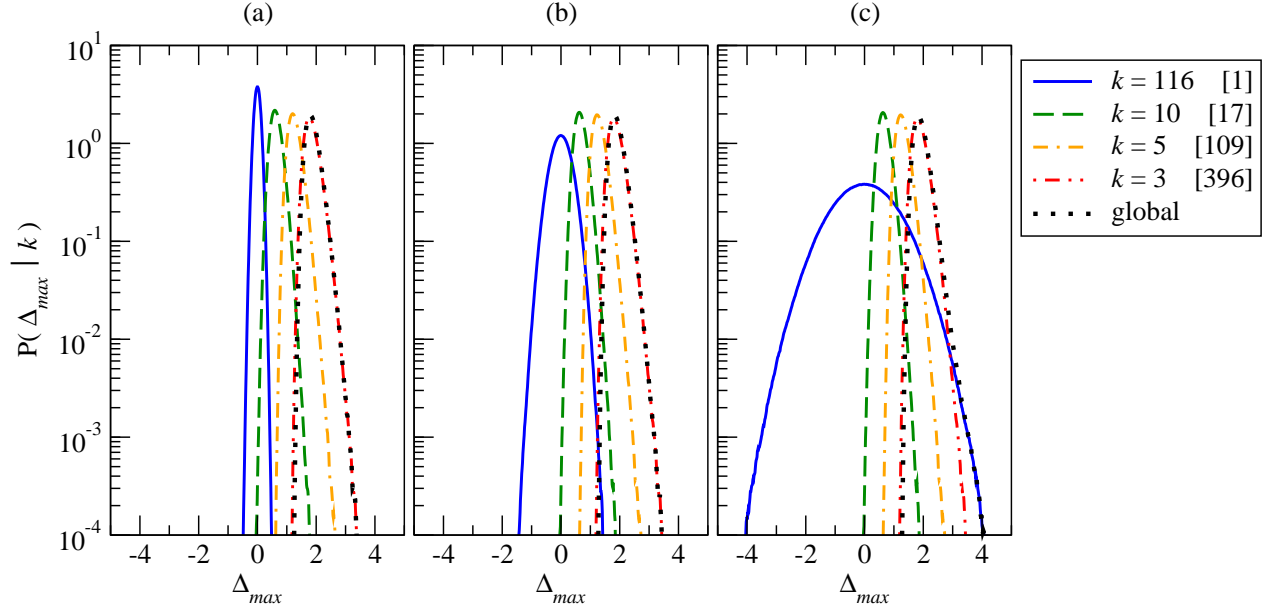 (a) (b) (c)
10^1
10^0
10^-1
10^-2
10^-3
10^-4
P( Δ_max | k )
-4 -2 0 2 4 -4 -2 0 2 4 -4 -2 0 2 4
Δ_max Δ_max Δ_max
k = 116 [1]
k = 10 [17]
k = 5 [109]
k = 3 [396]
global